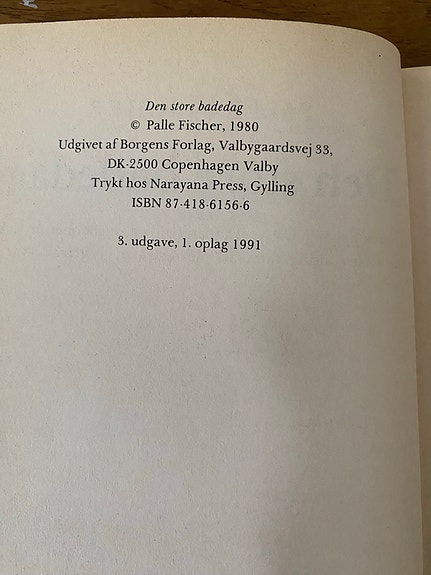 Den store badedag
© Palle Fischer, 1980
Udgivet af Borgens Forlag, Valbygaardsvej 33,
DK-2500 Copenhagen Valby
Trykt hos Narayana Press, Gylling
ISBN 87-418-6156-6
3. udgave, 1. oplag 1991